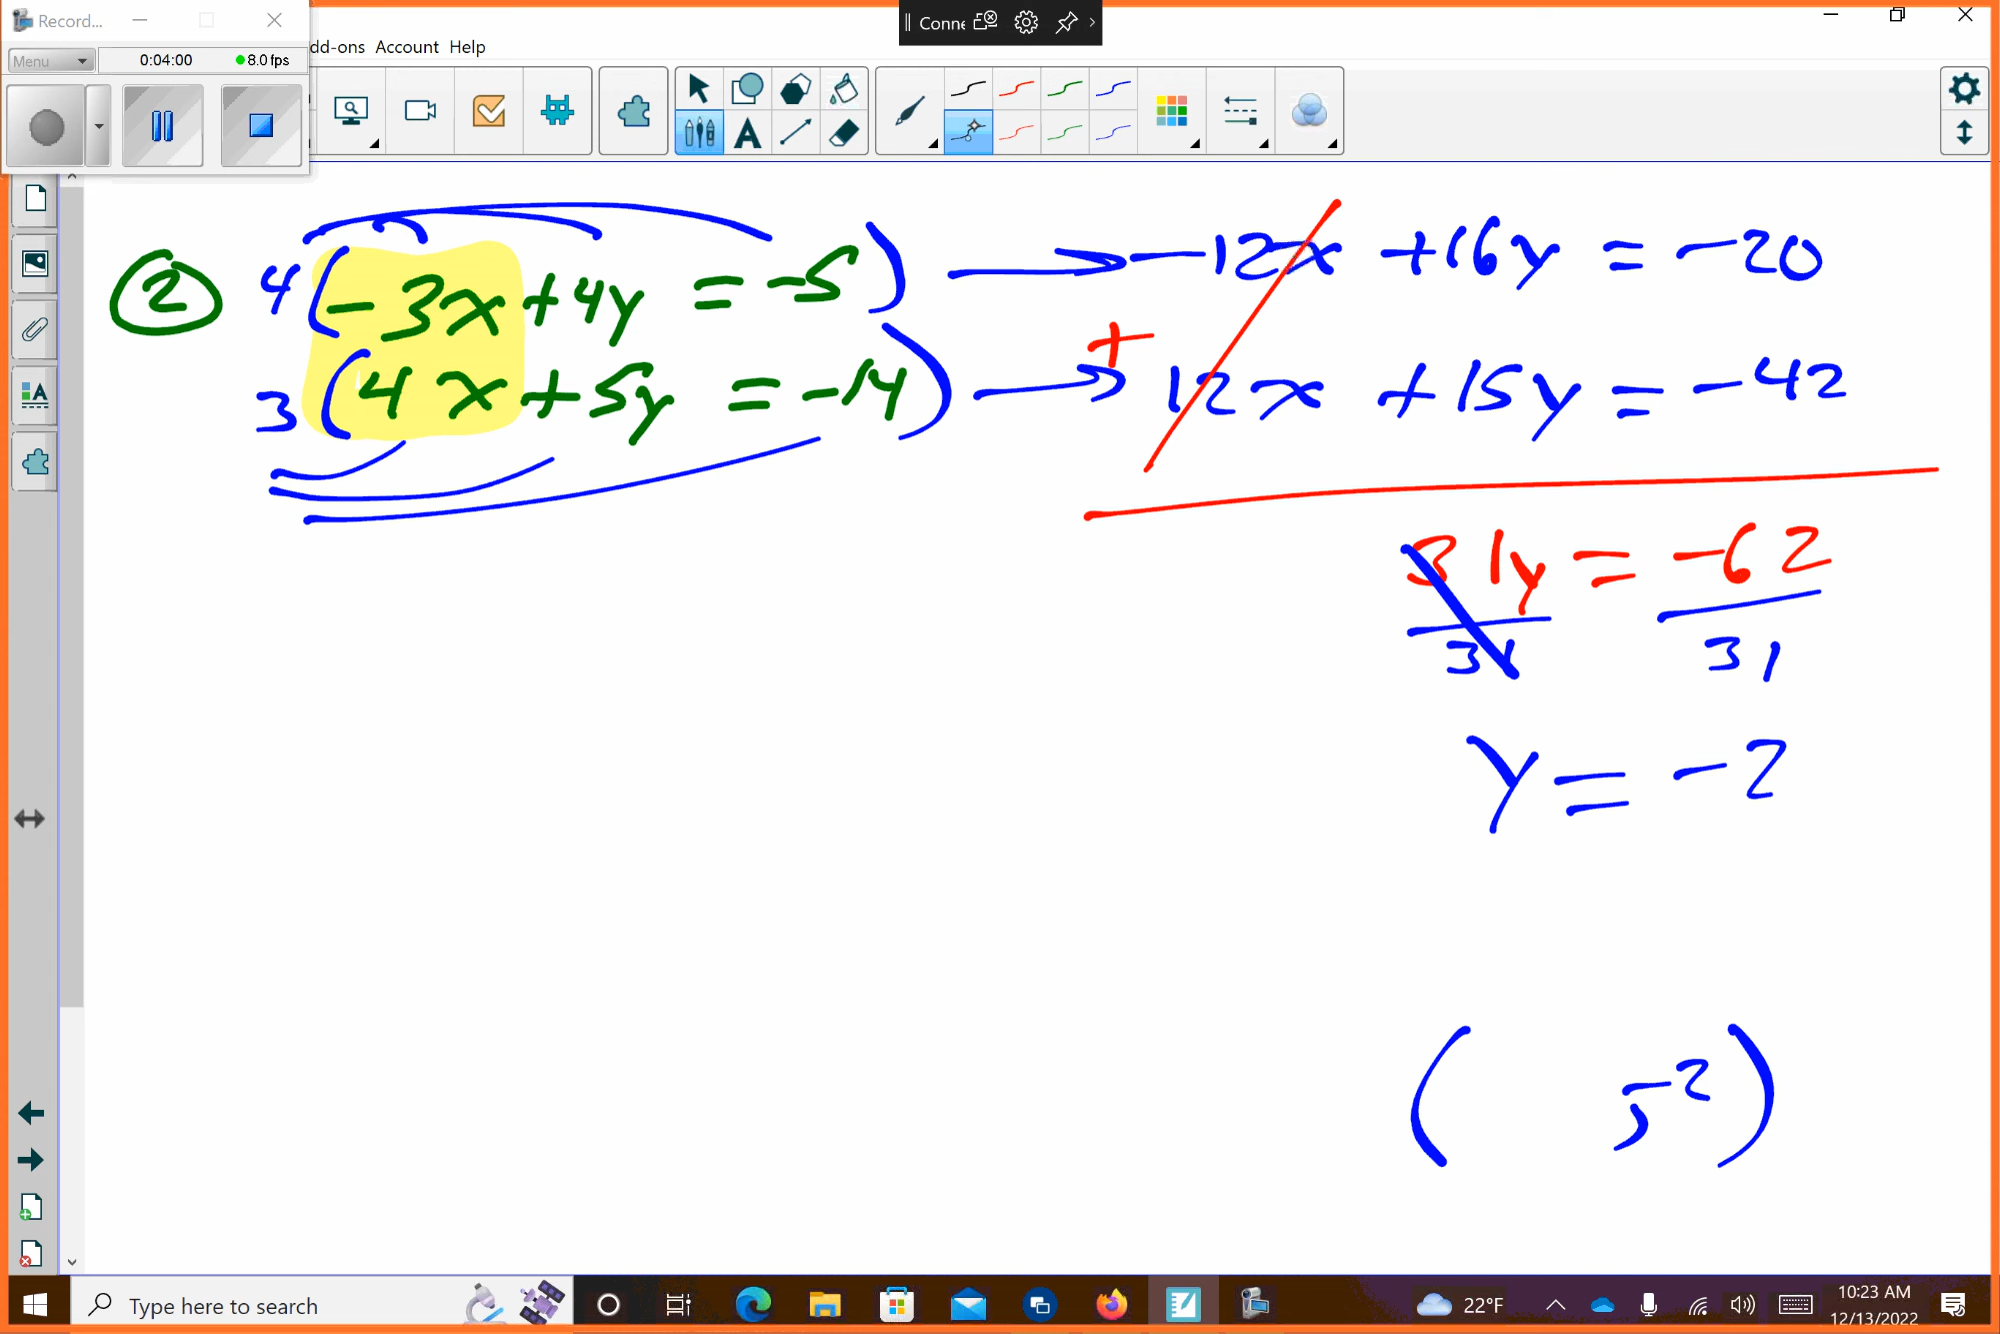 Record...
Conne
dd-ons Account Help
Menu 0:04:00 8.0 fps
A
A
② 4(-3x+4y = -5) → -12x +16y = -20
3(4x+5y = -14) → + 12x +15y = -42
31y = -62
31 31
y = -2
( , -2)
Type here to search
22°F
10:23 AM
12/13/2022